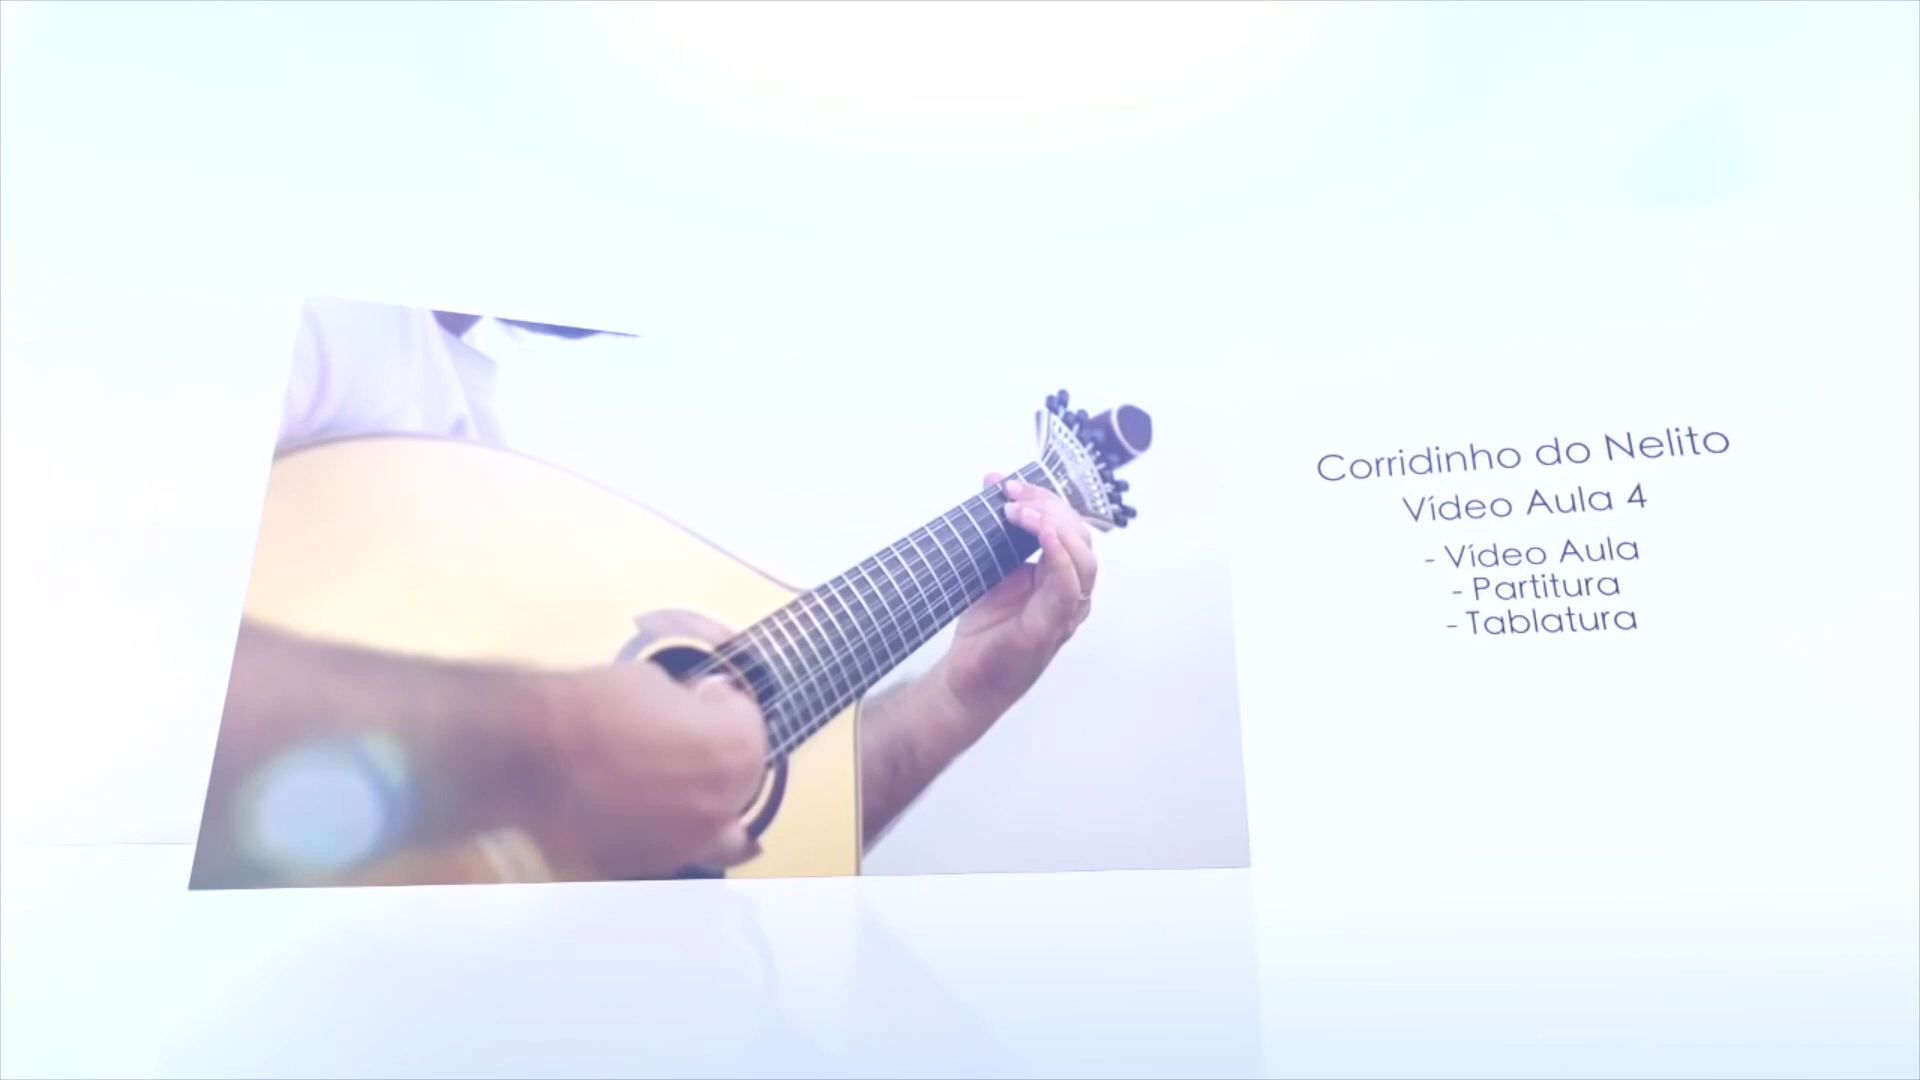 Corridinho do Nelito
Vídeo Aula 4
- Vídeo Aula
- Partitura
- Tablatura